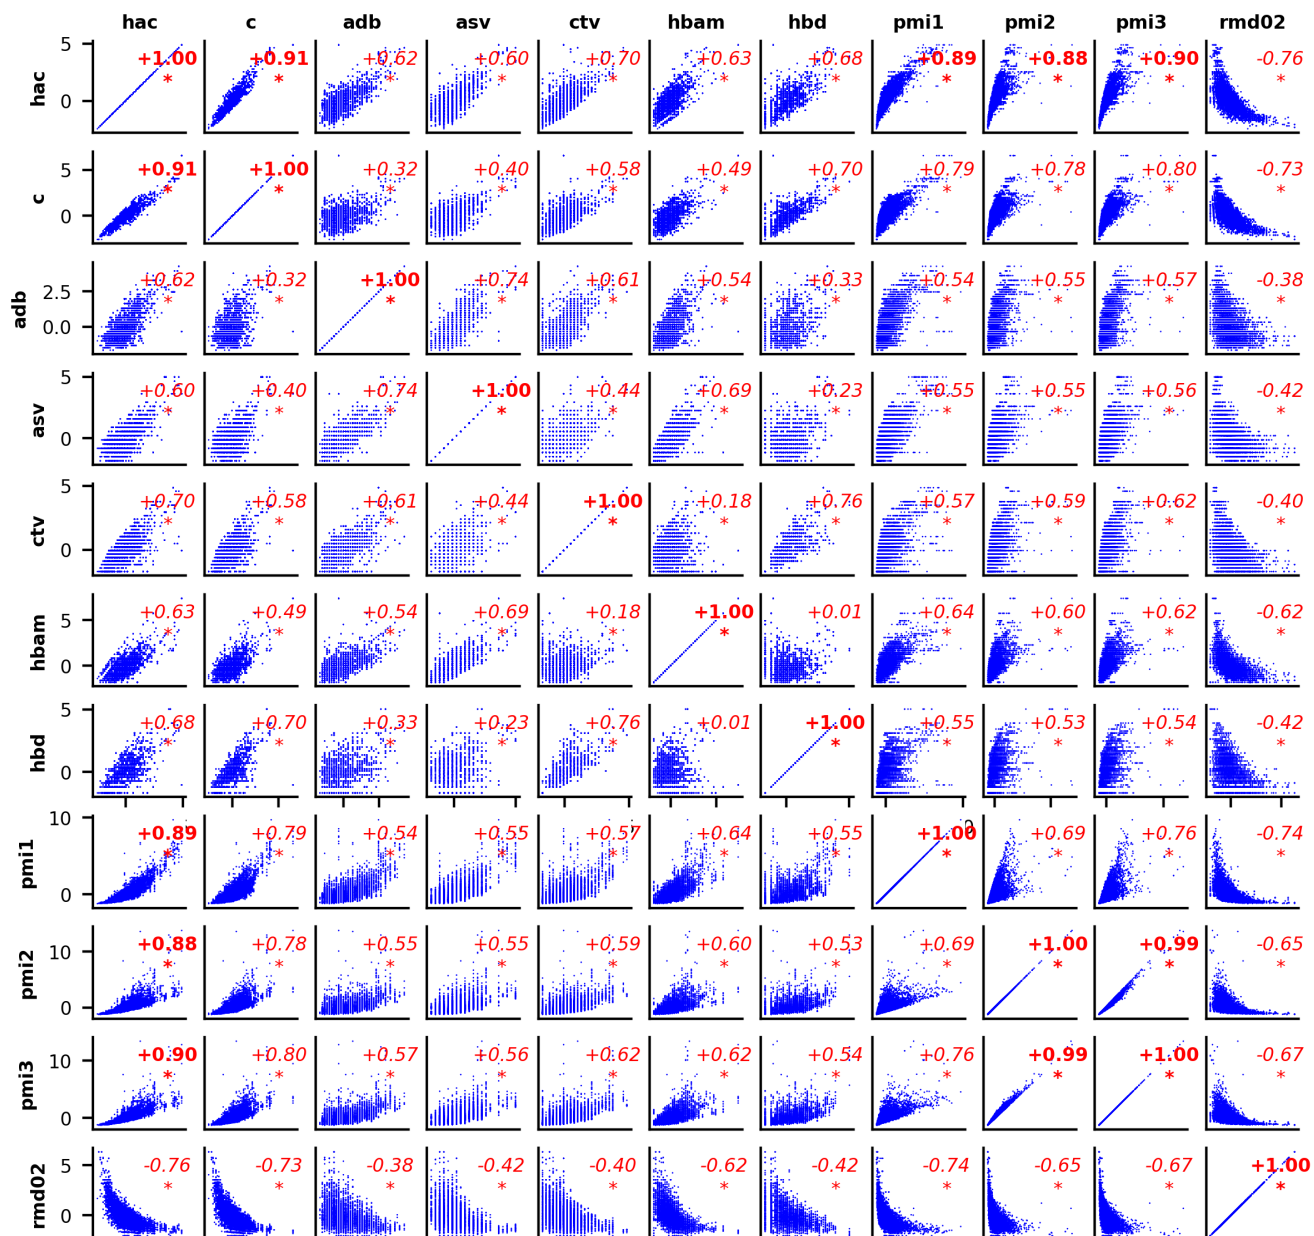 hac c adb asv ctv hbam hbd pmi1 pmi2 pmi3 rmd02
hac 5 0 +1.00 * +0.91 * +0.62 * +0.60 * +0.70 * +0.63 * +0.68 * +0.89 * +0.88 * +0.90 * -0.76 *
c 5 0 +0.91 * +1.00 * +0.32 * +0.40 * +0.58 * +0.49 * +0.70 * +0.79 * +0.78 * +0.80 * -0.73 *
adb 2.5 0.0 +0.62 * +0.32 * +1.00 * +0.74 * +0.61 * +0.54 * +0.33 * +0.54 * +0.55 * +0.57 * -0.38 *
asv 5 0 +0.60 * +0.40 * +0.74 * +1.00 * +0.44 * +0.69 * +0.23 * +0.55 * +0.55 * +0.56 * -0.42 *
ctv 5 0 +0.70 * +0.58 * +0.61 * +0.44 * +1.00 * +0.18 * +0.76 * +0.57 * +0.59 * +0.62 * -0.40 *
hbam 5 0 +0.63 * +0.49 * +0.54 * +0.69 * +0.18 * +1.00 * +0.01 +0.64 * +0.60 * +0.62 * -0.62 *
hbd 5 0 +0.68 * +0.70 * +0.33 * +0.23 * +0.76 * +0.01 +1.00 * +0.55 * +0.53 * +0.54 * -0.42 *
pmi1 10 0 +0.89 * +0.79 * +0.54 * +0.55 * +0.57 * +0.64 * +0.55 * +1.00 * +0.69 * +0.76 * -0.74 *
pmi2 10 0 +0.88 * +0.78 * +0.55 * +0.55 * +0.59 * +0.60 * +0.53 * +0.69 * +1.00 * +0.99 * -0.65 *
pmi3 10 0 +0.90 * +0.80 * +0.57 * +0.56 * +0.62 * +0.62 * +0.54 * +0.76 * +0.99 * +1.00 * -0.67 *
rmd02 5 0 -0.76 * -0.73 * -0.38 * -0.42 * -0.40 * -0.62 * -0.42 * -0.74 * -0.65 * -0.67 * +1.00 *